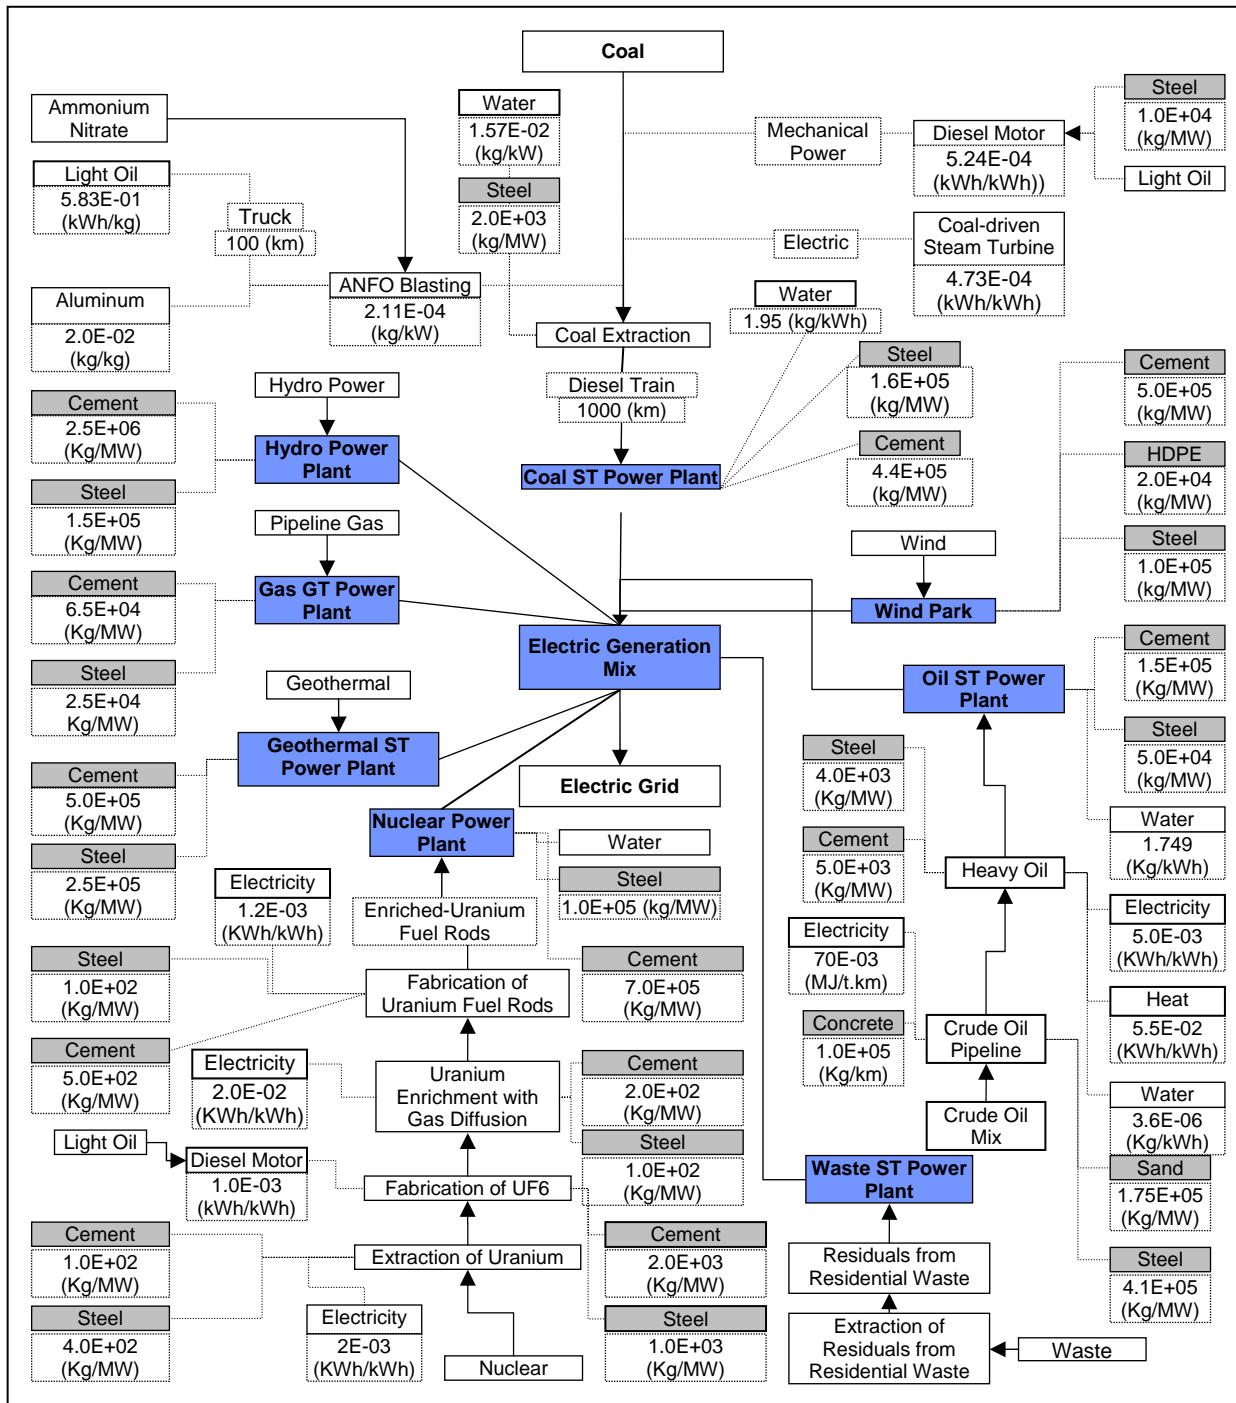 Coal
Ammonium
Nitrate
Water
1.57E-02
(kg/kW)
Steel
1.0E+04
(kg/MW)
Mechanical
Power
Diesel Motor
5.24E-04
(kWh/kWh))
Light Oil
Light Oil
5.83E-01
(kWh/kg)
Steel
2.0E+03
(kg/MW)
Truck
100 (km)
Electric
Coal-driven
Steam Turbine
4.73E-04
(kWh/kWh)
Aluminum
2.0E-02
(kg/kg)
ANFO Blasting
2.11E-04
(kg/kW)
Water
1.95 (kg/kWh)
Coal Extraction
Steel
1.6E+05
(kg/MW)
Cement
5.0E+05
(kg/MW)
Hydro Power
Diesel Train
1000 (km)
Cement
2.5E+06
(Kg/MW)
Hydro Power
Plant
Coal ST Power Plant
Cement
4.4E+05
(kg/MW)
HDPE
2.0E+04
(kg/MW)
Steel
1.5E+05
(Kg/MW)
Pipeline Gas
Wind
Steel
1.0E+05
(kg/MW)
Cement
6.5E+04
(Kg/MW)
Gas GT Power
Plant
Wind Park
Electric Generation
Mix
Cement
1.5E+05
(Kg/MW)
Steel
2.5E+04
Kg/MW)
Geothermal
Oil ST Power
Plant
Geothermal ST
Power Plant
Steel
4.0E+03
(Kg/MW)
Steel
5.0E+04
(kg/MW)
Cement
5.0E+05
(Kg/MW)
Electric Grid
Nuclear Power
Plant
Water
Cement
5.0E+03
(Kg/MW)
Water
1.749
(Kg/kWh)
Steel
2.5E+05
(Kg/MW)
Steel
1.0E+05 (kg/MW)
Heavy Oil
Electricity
1.2E-03
(KWh/kWh)
Enriched-Uranium
Fuel Rods
Electricity
70E-03
(MJ/t.km)
Electricity
5.0E-03
(KWh/kWh)
Steel
1.0E+02
(Kg/MW)
Fabrication of
Uranium Fuel Rods
Cement
7.0E+05
(Kg/MW)
Heat
5.5E-02
(KWh/kWh)
Concrete
1.0E+05
(Kg/km)
Crude Oil
Pipeline
Cement
5.0E+02
(Kg/MW)
Electricity
2.0E-02
(KWh/kWh)
Uranium
Enrichment with
Gas Diffusion
Cement
2.0E+02
(Kg/MW)
Water
3.6E-06
(Kg/kWh)
Crude Oil
Mix
Light Oil
Diesel Motor
1.0E-03
(kWh/kWh)
Fabrication of UF6
Steel
1.0E+02
(Kg/MW)
Waste ST Power
Plant
Sand
1.75E+05
(Kg/MW)
Cement
1.0E+02
(Kg/MW)
Extraction of Uranium
Cement
2.0E+03
(Kg/MW)
Residuals from
Residential Waste
Steel
4.1E+05
(Kg/MW)
Steel
4.0E+02
(Kg/MW)
Electricity
2E-03
(KWh/kWh)
Nuclear
Steel
1.0E+03
(Kg/MW)
Extraction of
Residuals from
Residential Waste
Waste